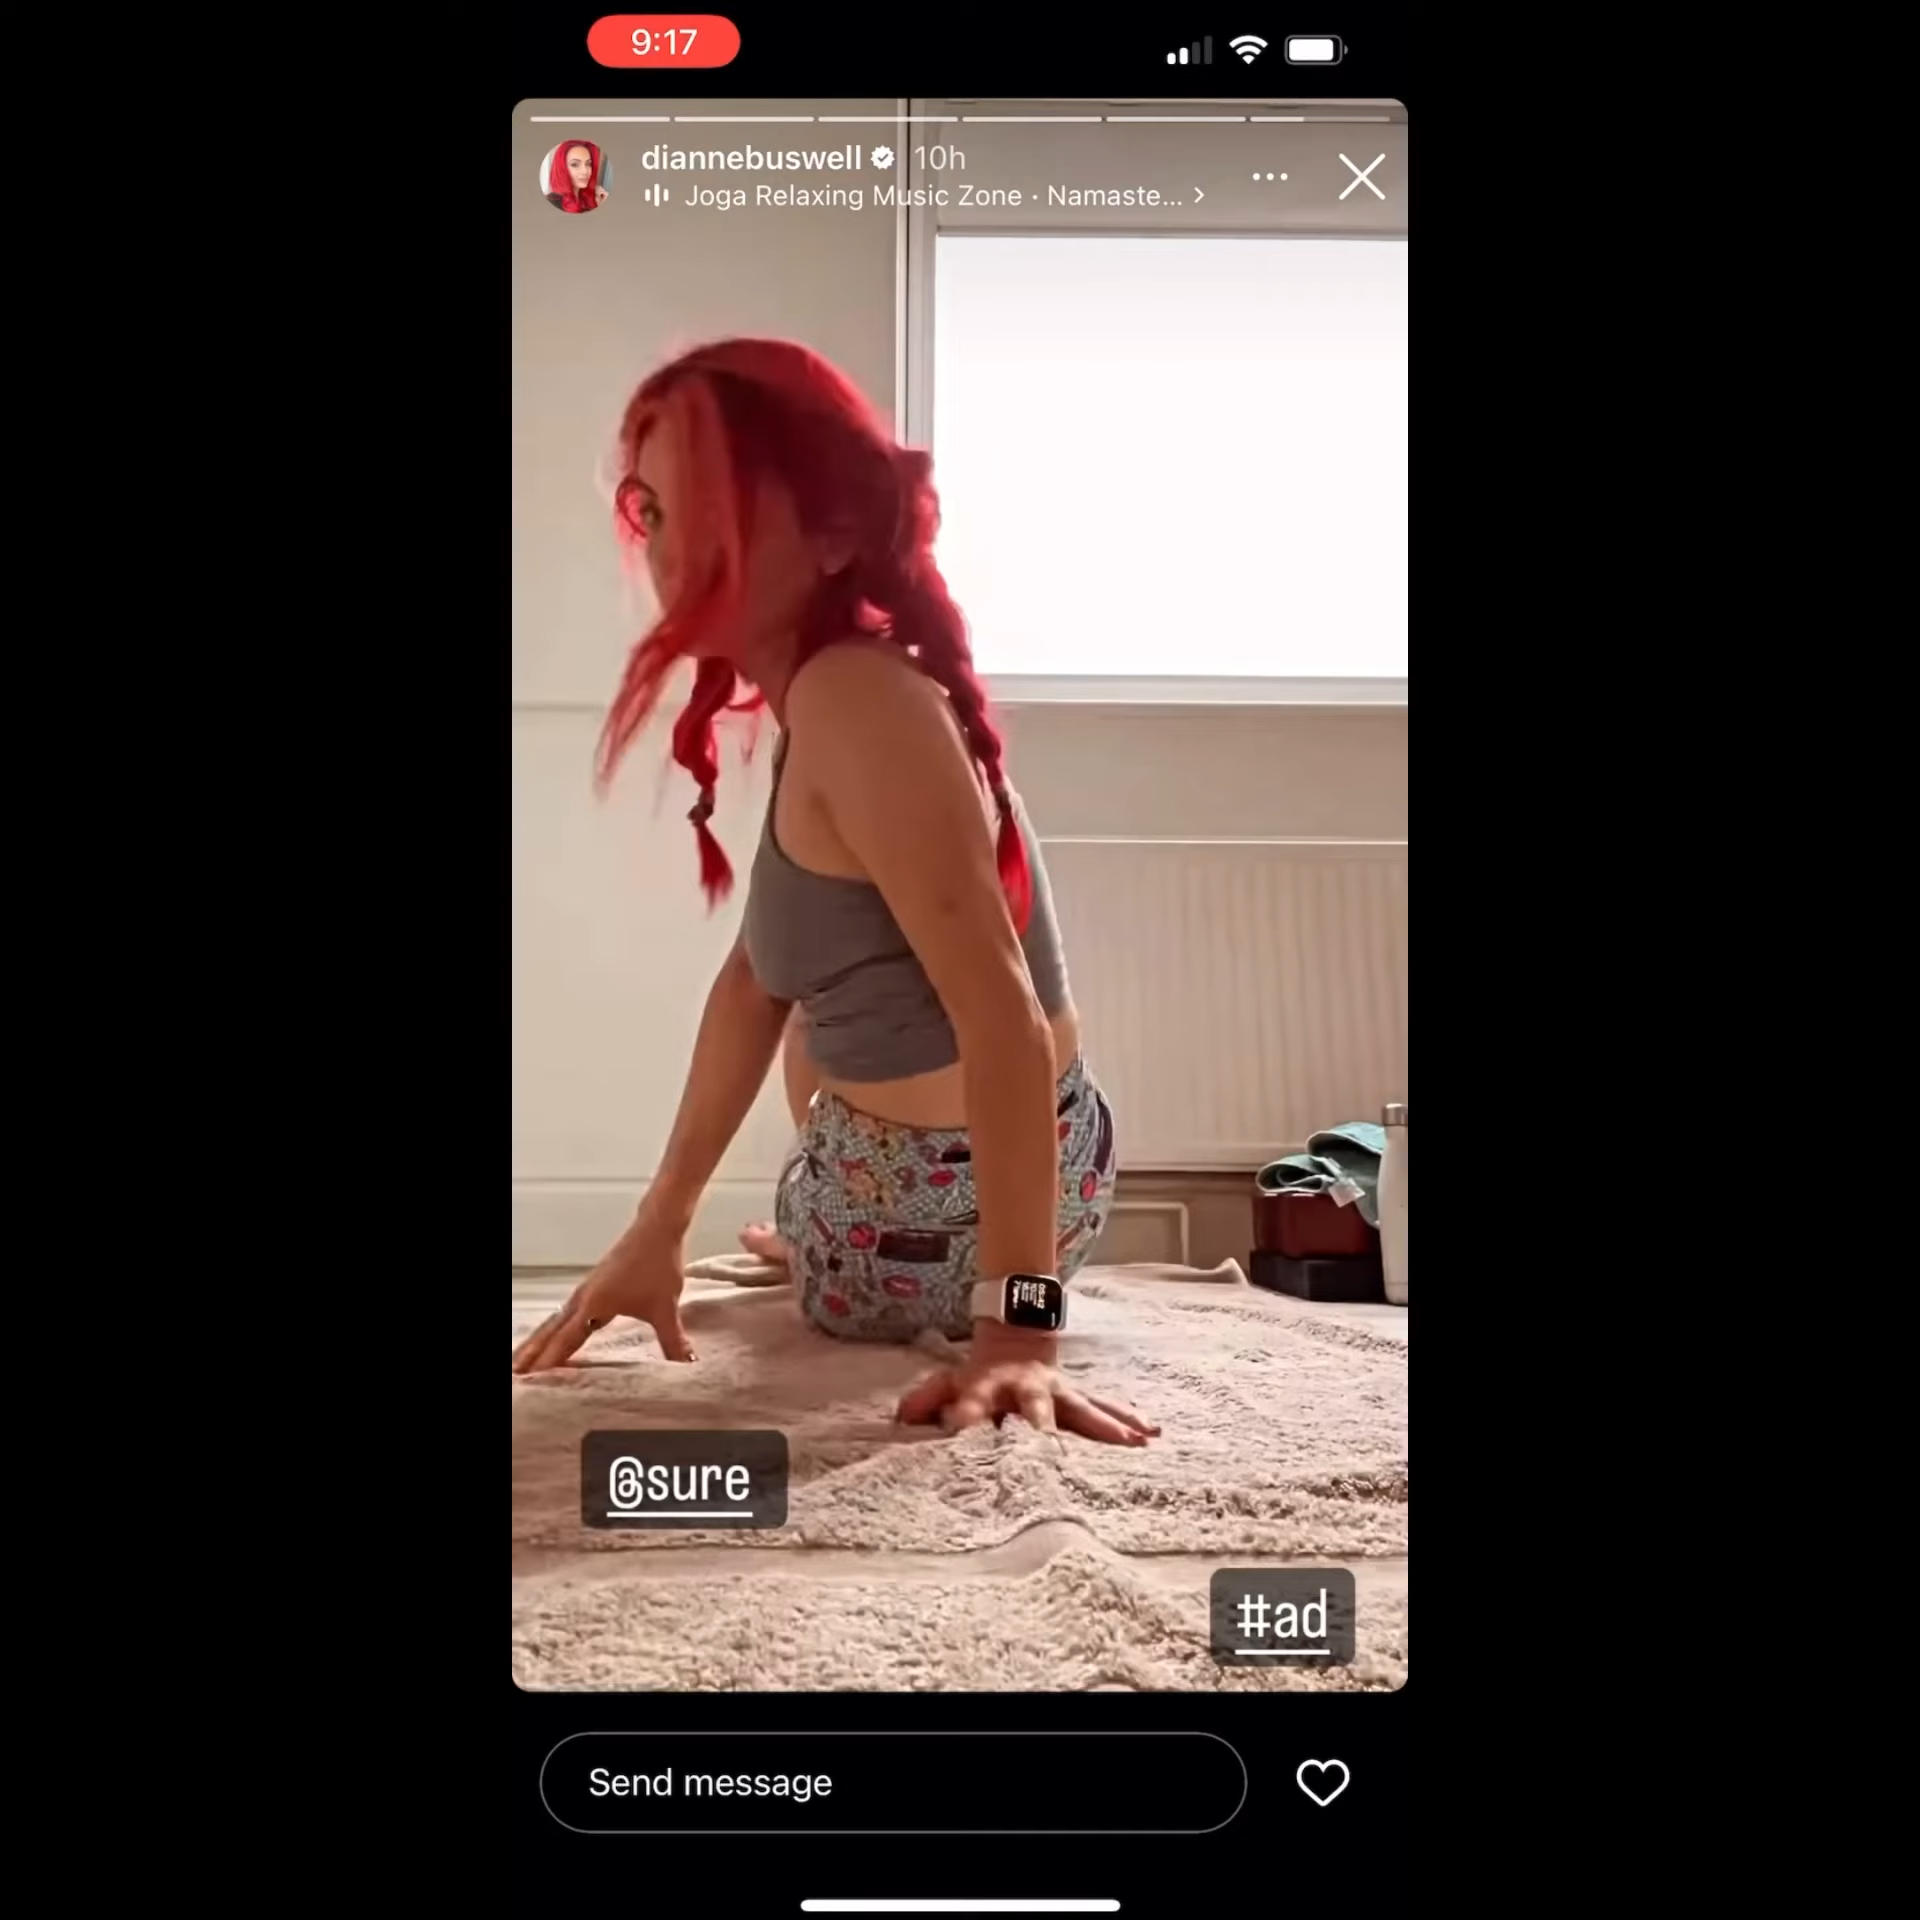 9:17
diannebuswell 10h
Joga Relaxing Music Zone · Namaste...
@sure
#ad
Send message